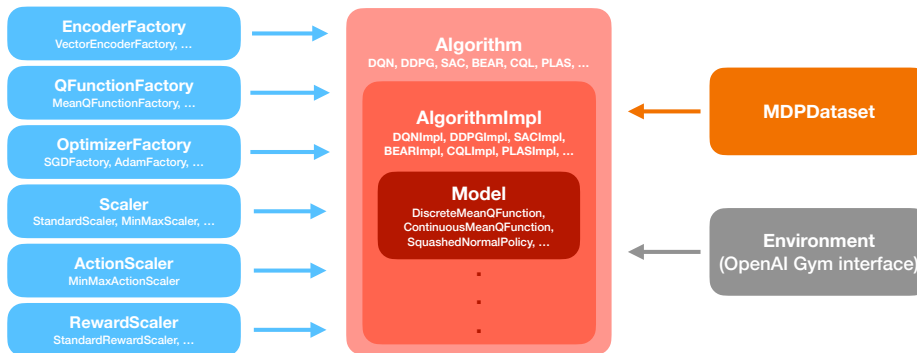 EncoderFactory
VectorEncoderFactory, ...
QFunctionFactory
MeanQFunctionFactory, ...
OptimizerFactory
SGDFactory, AdamFactory, ...
Scaler
StandardScaler, MinMaxScaler, ...
ActionScaler
MinMaxActionScaler
RewardScaler
StandardRewardScaler, ...
Algorithm
DQN, DDPG, SAC, BEAR, CQL, PLAS, ...
AlgorithmImpl
DQNImpl, DDPGImpl, SACImpl,
BEARImpl, CQLImpl, PLASImpl, ...
Model
DiscreteMeanQFunction,
ContinuousMeanQFunction,
SquashedNormalPolicy, ...
.
.
.
MDPDataset
Environment
(OpenAI Gym interface)